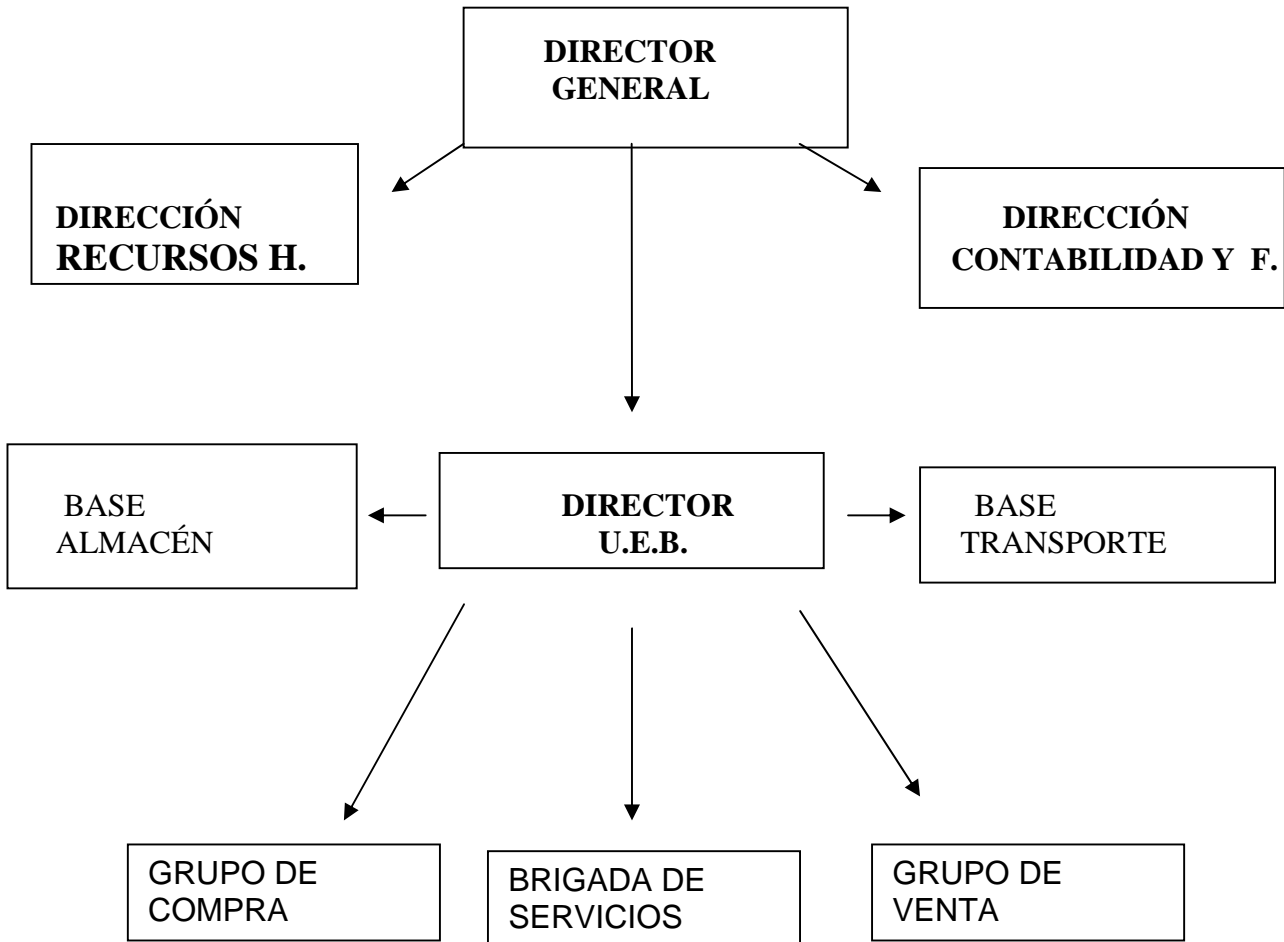 DIRECTOR
GENERAL
DIRECCIÓN
RECURSOS H.
DIRECCIÓN
CONTABILIDAD Y F.
BASE
ALMACÉN
DIRECTOR
U.E.B.
BASE
TRANSPORTE
GRUPO DE
COMPRA
BRIGADA DE
SERVICIOS
GRUPO DE
VENTA